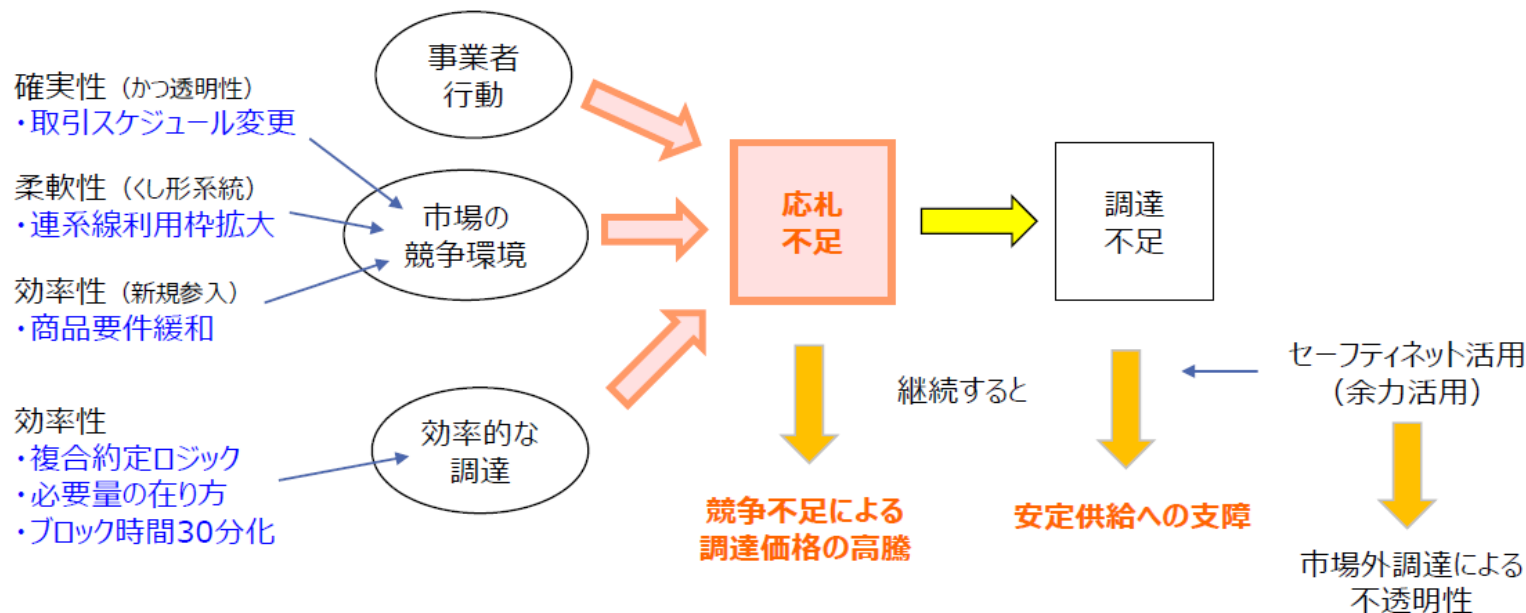 事業者
行動
確実性（かつ透明性）
・取引スケジュール変更
柔軟性（くし形系統）
・連系線利用枠拡大
効率性（新規参入）
・商品要件緩和
市場の
競争環境
効率性
・複合約定ロジック
・必要量の在り方
・ブロック時間30分化
効率的な
調達
応札
不足
調達
不足
継続すると
競争不足による
調達価格の高騰
安定供給への支障
セーフティネット活用
（余力活用）
市場外調達による
不透明性